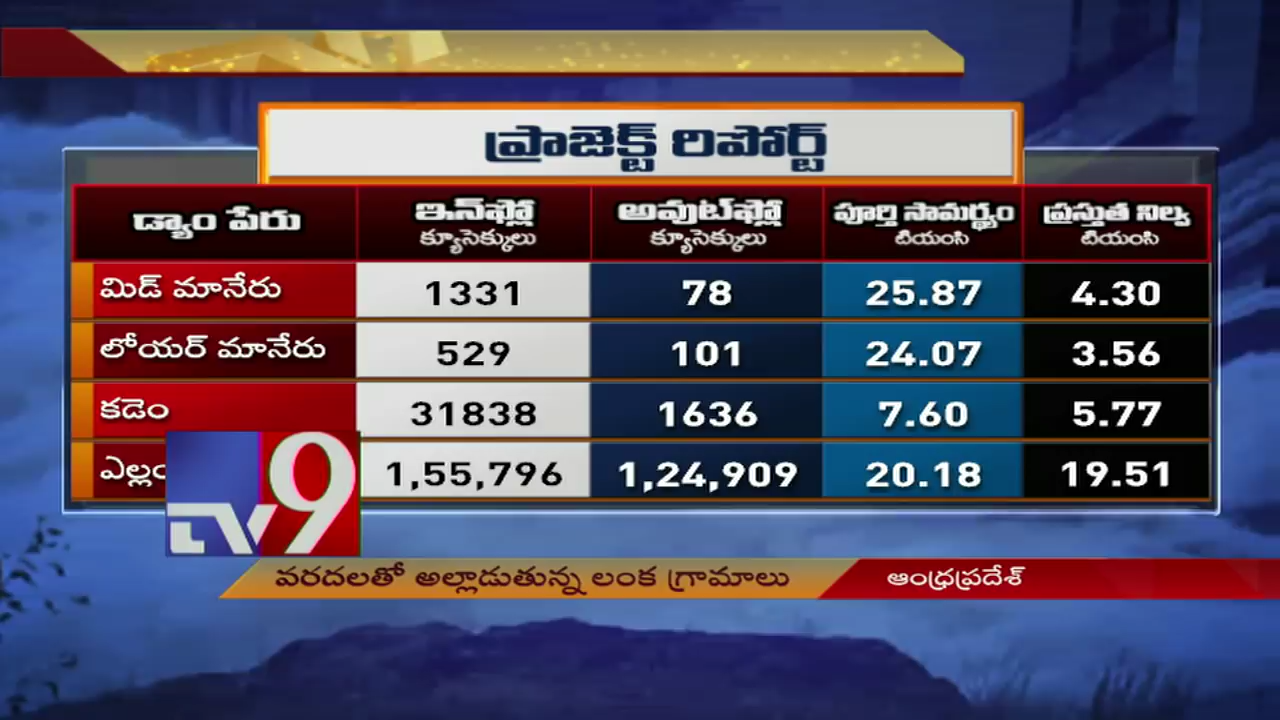 ప్రాజెక్ట్ రిపోర్ట్
డ్యాం పేరు ఇన్‌ఫ్లో అవుట్‌ఫ్లో పూర్తి సామర్థ్యం ప్రస్తుత నిల్వ
క్యూసెక్కులు క్యూసెక్కులు టియంసి టియంసి
మిడ్ మానేరు 1331 78 25.87 4.30
లోయర్ మానేరు 529 101 24.07 3.56
కడెం 31838 1636 7.60 5.77
1,55,796 1,24,909 20.18 19.51
TV9
వరదలతో అల్లాడుతున్న లంక గ్రామాలు ఆంధ్రప్రదేశ్